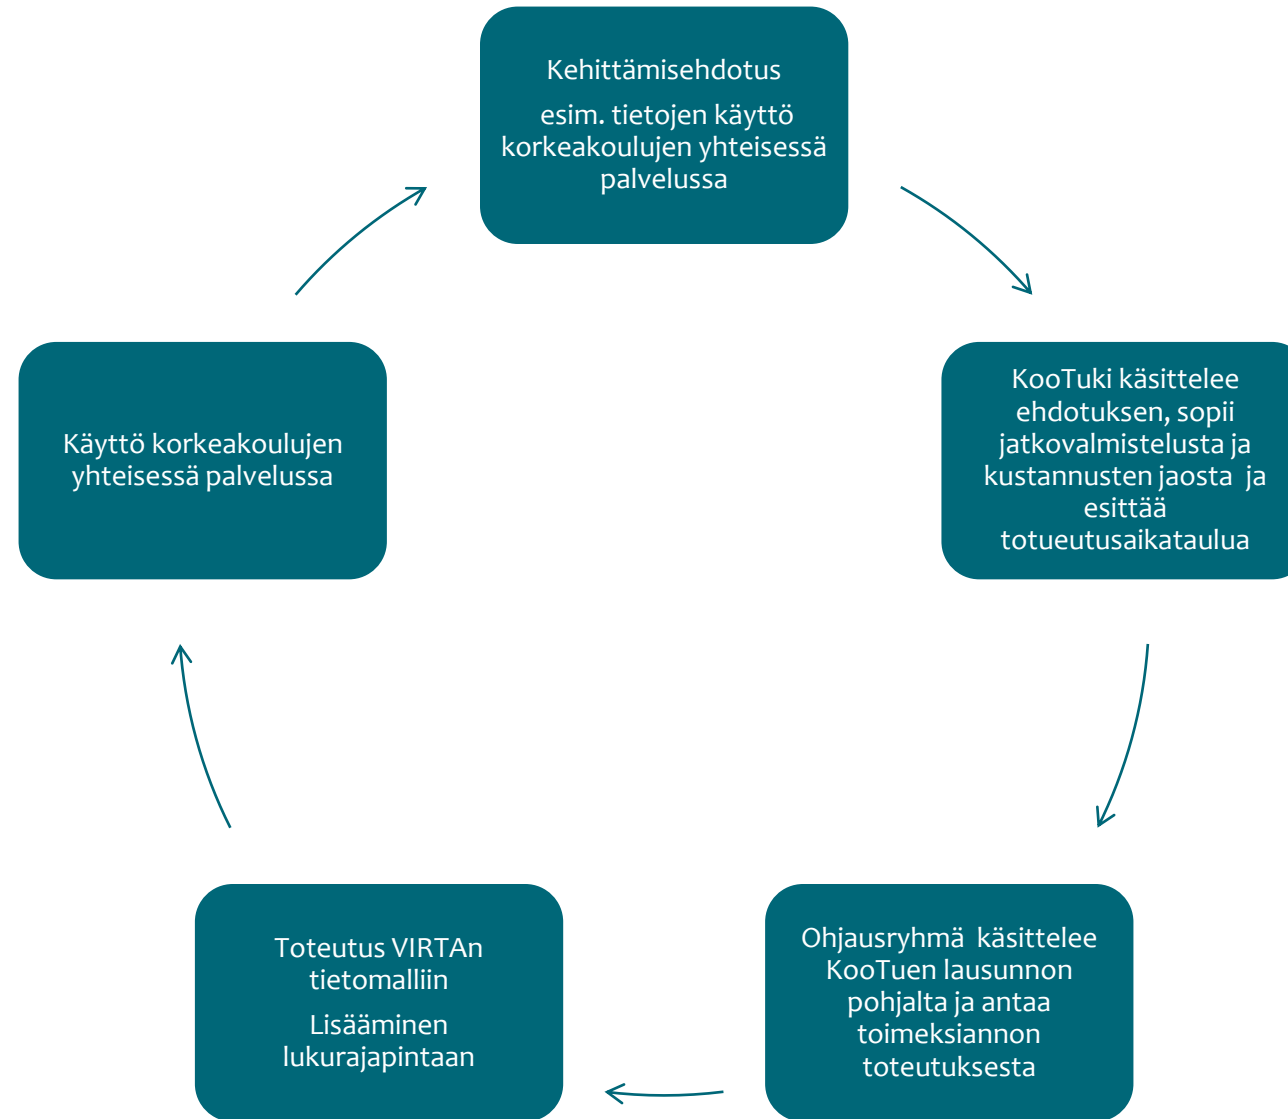 Kehittämisehdotus
esim. tietojen käyttö
korkeakoulujen yhteisessä
palvelussa
KooTuki käsittelee
ehdotuksen, sopii
jatkovalmistelusta ja
kustannusten jaosta ja
esittää
totueutusaikataulua
Ohjausryhmä käsittelee
KooTuen lausunnon
pohjalta ja antaa
toimeksiannon
toteutuksesta
Toteutus VIRTAn
tietomalliin
Lisääminen
lukurajapintaan
Käyttö korkeakoulujen
yhteisessä palvelussa